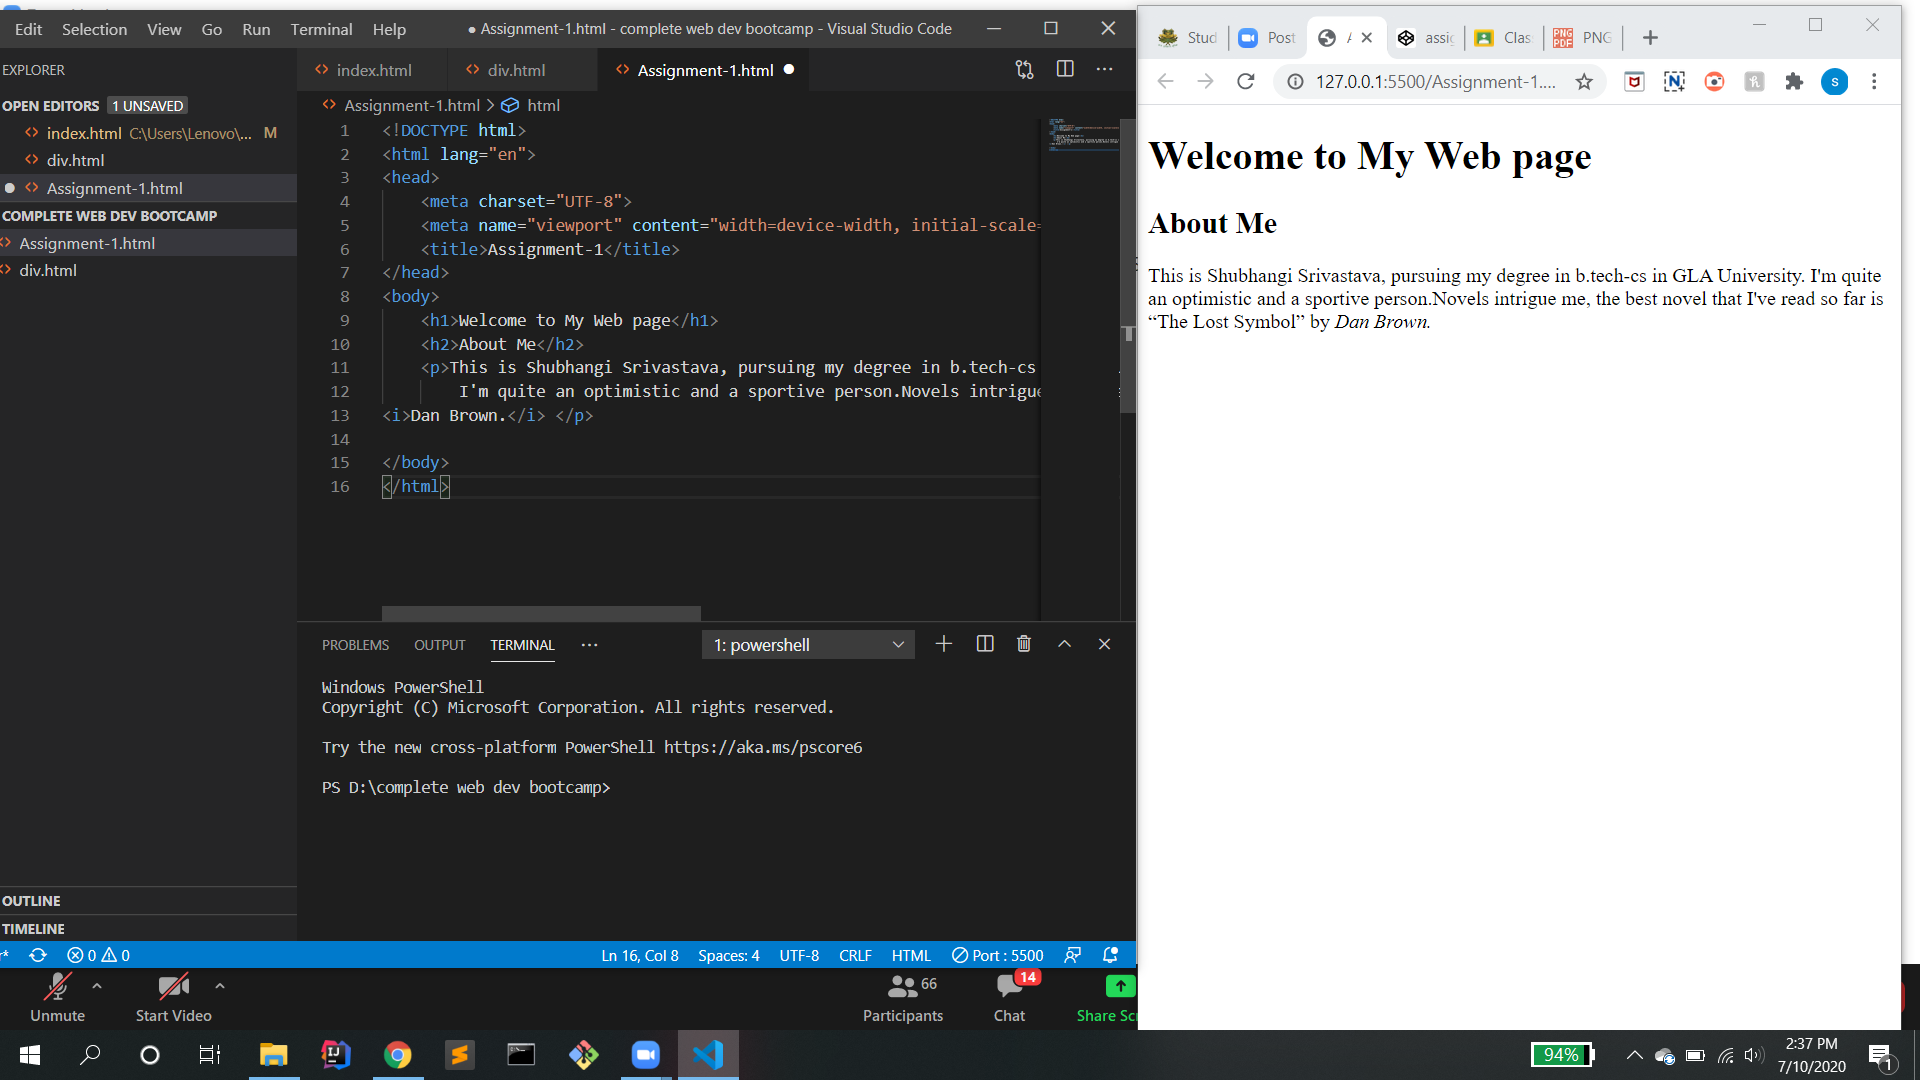 Edit Selection View Go Run Terminal Help
● Assignment-1.html - complete web dev bootcamp - Visual Studio Code
EXPLORER
OPEN EDITORS 1 UNSAVED
index.html C:\Users\Lenovo\... M
div.html
Assignment-1.html
COMPLETE WEB DEV BOOTCAMP
Assignment-1.html
div.html
OUTLINE
TIMELINE
index.html
div.html
Assignment-1.html
Assignment-1.html > html
1 <!DOCTYPE html>
2 <html lang="en">
3 <head>
4 <meta charset="UTF-8">
5 <meta name="viewport" content="width=device-width, initial-scale=
6 <title>Assignment-1</title>
7 </head>
8 <body>
9 <h1>Welcome to My Web page</h1>
10 <h2>About Me</h2>
11 <p>This is Shubhangi Srivastava, pursuing my degree in b.tech-cs
12 I'm quite an optimistic and a sportive person.Novels intrigue
13 <i>Dan Brown.</i> </p>
14
15 </body>
16 </html>
PROBLEMS OUTPUT TERMINAL ...
1: powershell
Windows PowerShell
Copyright (C) Microsoft Corporation. All rights reserved.
Try the new cross-platform PowerShell https://aka.ms/pscore6
PS D:\complete web dev bootcamp>
0 0
Ln 16, Col 8 Spaces: 4 UTF-8 CRLF HTML Port : 5500
Unmute
Start Video
66
Participants
14
Chat
Share Scr
Stud
Post
A
assig
Clas
PNG
PDF
PNG
127.0.0.1:5500/Assignment-1....
S
Welcome to My Web page
About Me
This is Shubhangi Srivastava, pursuing my degree in b.tech-cs in GLA University. I'm quite
an optimistic and a sportive person.Novels intrigue me, the best novel that I've read so far is
“The Lost Symbol” by Dan Brown.
94%
2:37 PM
7/10/2020
1